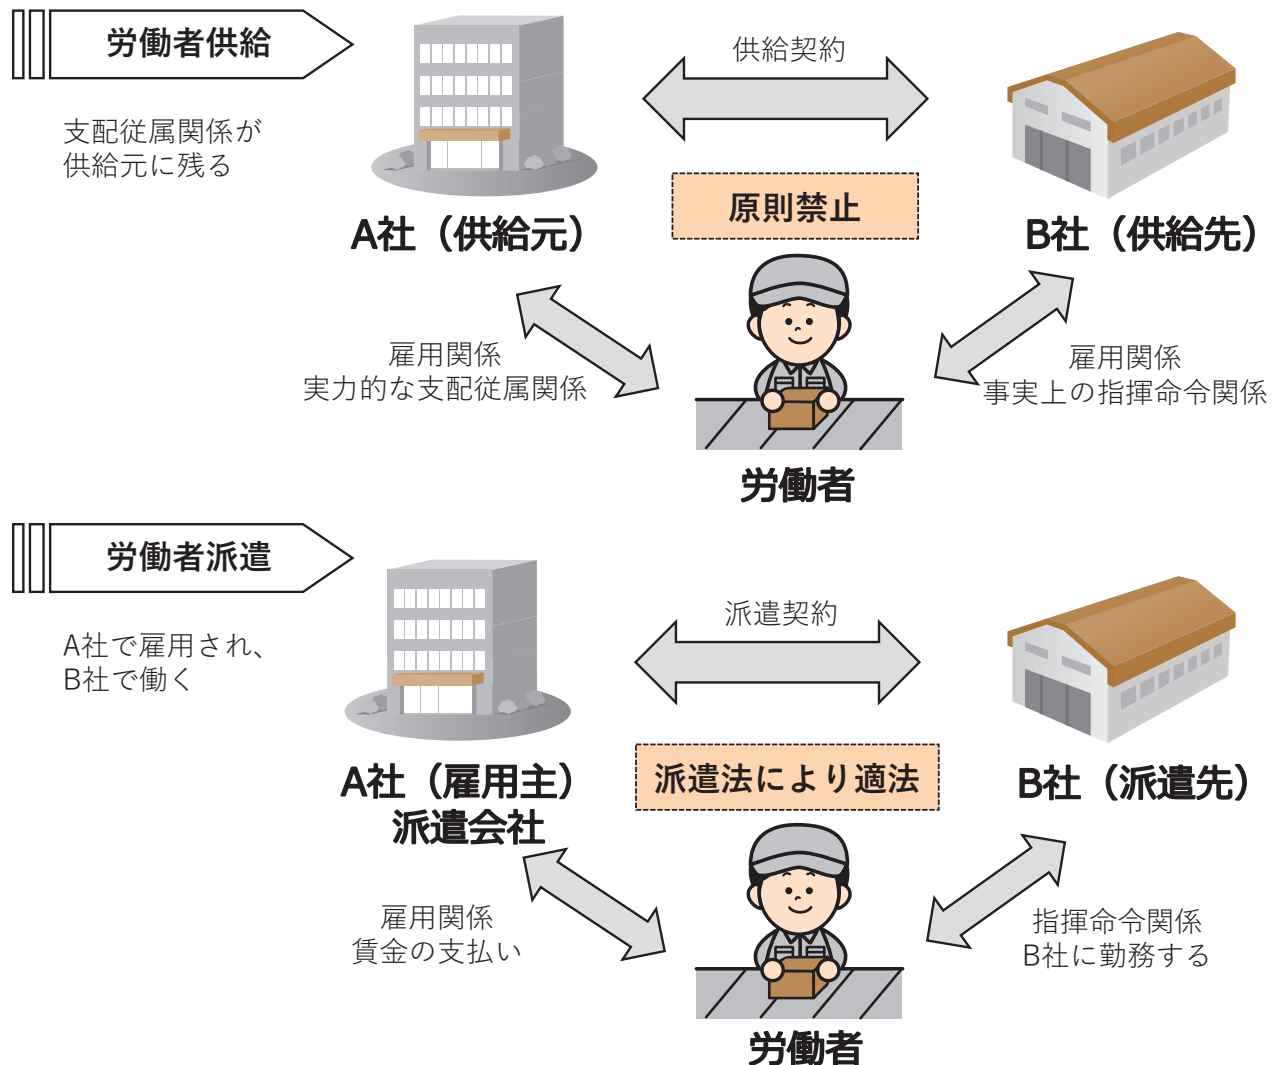 労働者供給
支配従属関係が
供給元に残る
供給契約
原則禁止
A社（供給元）
B社（供給先）
雇用関係
実力的な支配従属関係
雇用関係
事実上の指揮命令関係
労働者
労働者派遣
A社で雇用され、
B社で働く
派遣契約
派遣法により適法
A社（雇用主）
派遣会社
B社（派遣先）
雇用関係
賃金の支払い
指揮命令関係
B社に勤務する
労働者